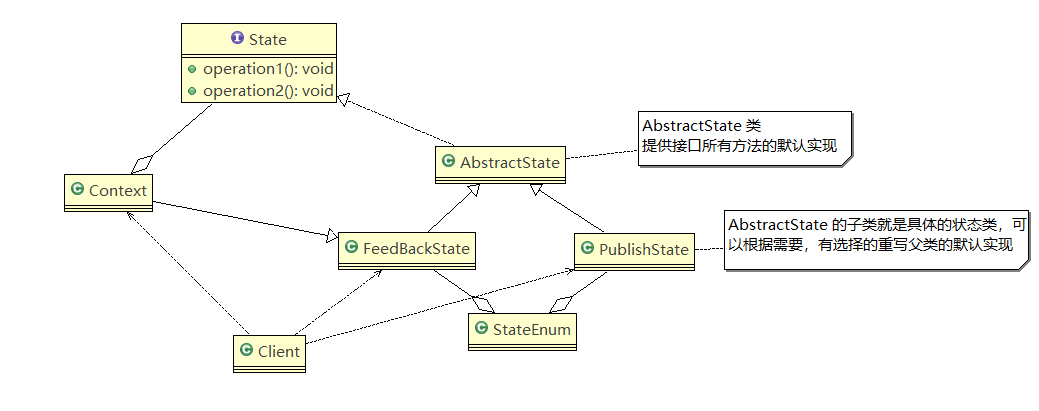 State
operation1(): void
operation2(): void
AbstractState 类
提供接口所有方法的默认实现
AbstractState
Context
AbstractState 的子类就是具体的状态类，可
以根据需要，有选择的重写父类的默认实现
FeedBackState
PublishState
StateEnum
Client